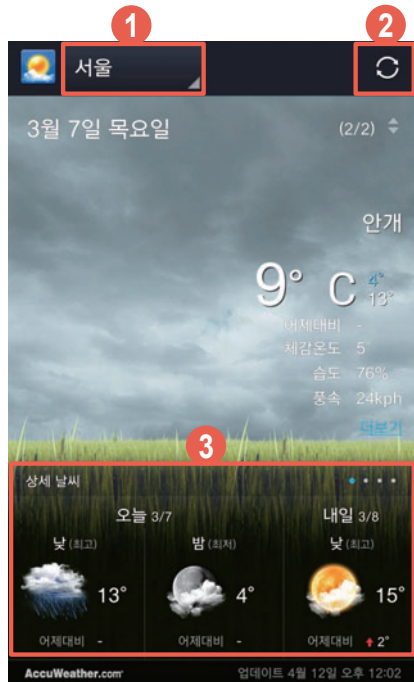 1
2
서울
3월 7일 목요일
(2/2)
안개
9° C 4°
13°
어제대비 -
체감온도 5°
습도 76%
풍속 24kph
더보기
3
상세 날씨
오늘 3/7
내일 3/8
낮 (최고)
밤 (최저)
낮 (최고)
13°
4°
15°
어제대비 -
어제대비 -
어제대비 2°
AccuWeather.com
업데이트 4월 12일 오후 12:02